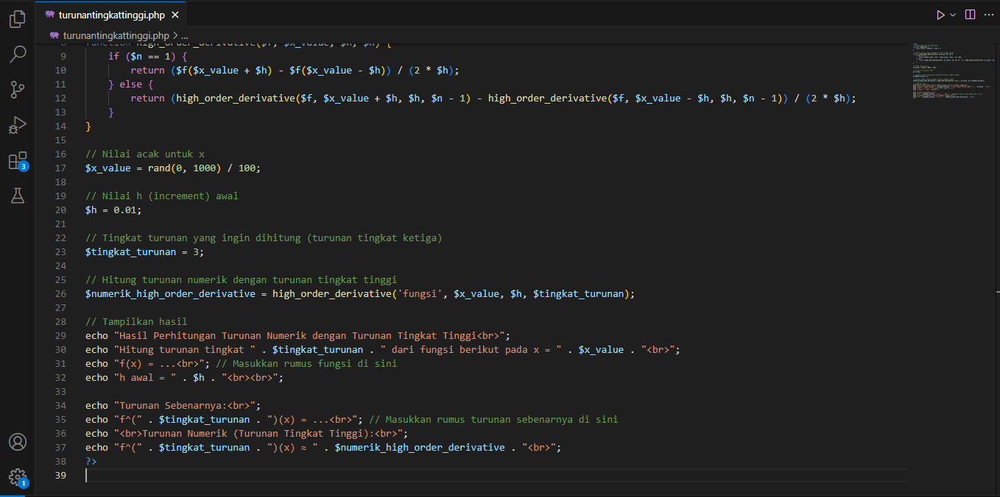 turunantingkattinggi.php
turunantingkattinggi.php > ...
8 function high_order_derivative($f, $x_value, $h, $n) {
9 if ($n == 1) {
10 return ($f($x_value + $h) - $f($x_value - $h)) / (2 * $h);
11 } else {
12 return (high_order_derivative($f, $x_value + $h, $h, $n - 1) - high_order_derivative($f, $x_value - $h, $h, $n - 1)) / (2 * $h);
13 }
14 }
15
16 // Nilai acak untuk x
17 $x_value = rand(0, 1000) / 100;
18
19 // Nilai h (increment) awal
20 $h = 0.01;
21
22 // Tingkat turunan yang ingin dihitung (turunan tingkat ketiga)
23 $tingkat_turunan = 3;
24
25 // Hitung turunan numerik dengan turunan tingkat tinggi
26 $numerik_high_order_derivative = high_order_derivative('fungsi', $x_value, $h, $tingkat_turunan);
27
28 // Tampilkan hasil
29 echo "Hasil Perhitungan Turunan Numerik dengan Turunan Tingkat Tinggi<br>";
30 echo "Hitung turunan tingkat " . $tingkat_turunan . " dari fungsi berikut pada x = " . $x_value . "<br>";
31 echo "f(x) = ...<br>"; // Masukkan rumus fungsi di sini
32 echo "h awal = " . $h . "<br><br>";
33
34 echo "Turunan Sebenarnya:<br>";
35 echo "f^(" . $tingkat_turunan . ")(x) = ...<br>"; // Masukkan rumus turunan sebenarnya di sini
36 echo "<br>Turunan Numerik (Turunan Tingkat Tinggi):<br>";
37 echo "f^(" . $tingkat_turunan . ")(x) ≈ " . $numerik_high_order_derivative . "<br>";
38 ?>
39
3
1